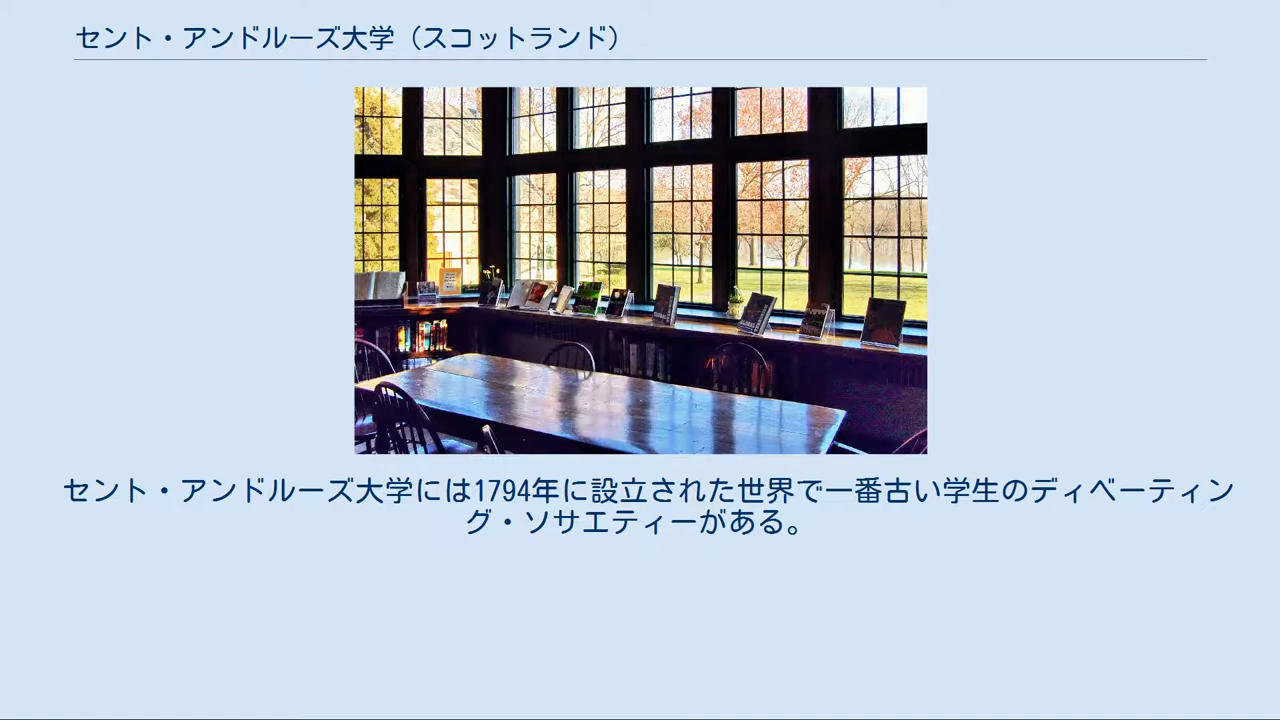 セント・アンドルーズ大学（スコットランド）
セント・アンドルーズ大学には1794年に設立された世界で一番古い学生のディベーティン
グ・ソサエティーがある。